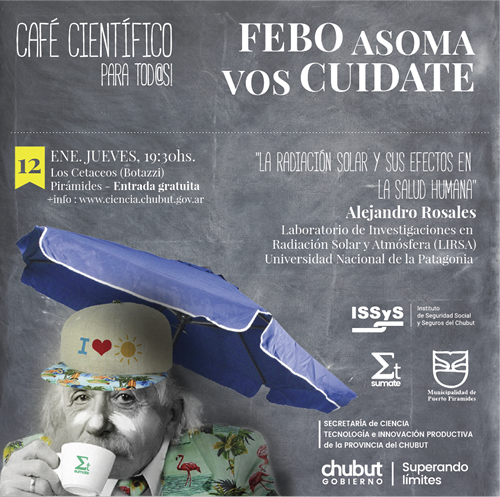 CAFÉ CIENTÍFICO
PARA TOD@S!
FEBO ASOMA
VOS CUIDATE
12
ENE. JUEVES, 19:30hs.
Los Cetaceos (Botazzi)
Pirámides - Entrada gratuita
+info : www.ciencia.chubut.gov.ar
"LA RADIACIÓN SOLAR Y SUS EFECTOS EN
LA SALUD HUMANA"
Alejandro Rosales
Laboratorio de Investigaciones en
Radiación Solar y Atmósfera (LIRSA)
Universidad Nacional de la Patagonia
ISSyS
Instituto
de Seguridad Social
y Seguros del Chubut
I
Σt
sumate
Municipalidad de
Puerto Pirámides
Σt
sumate
SECRETARÍA de CIENCIA
TECNOLOGÍA e INNOVACIÓN PRODUCTIVA
de la PROVINCIA del CHUBUT
chubut
GOBIERNO
Superando
límites